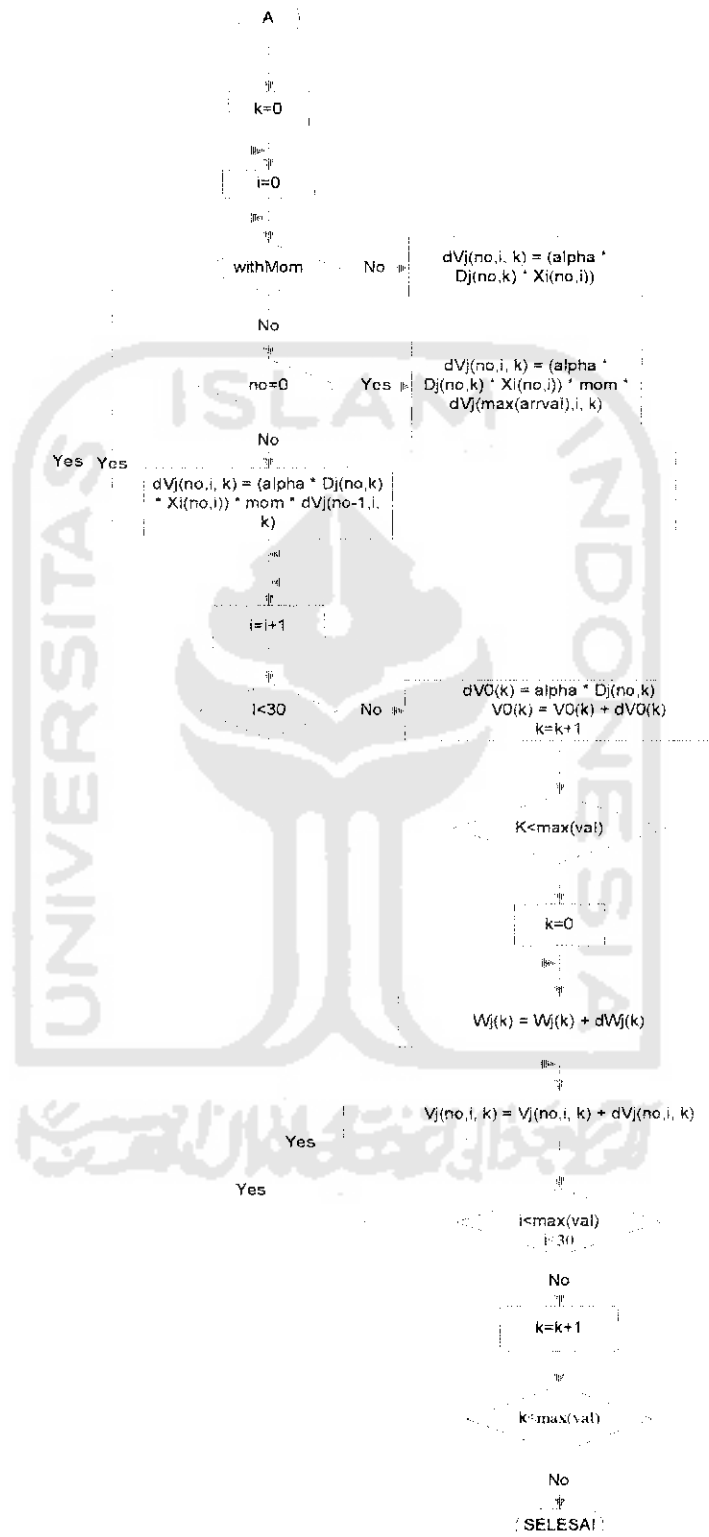 A
k=0
i=0
withMom
No
dVj(no,i, k) = (alpha *
Dj(no,k) * Xi(no,i))
No
no=0
Yes
dVj(no,i, k) = (alpha *
Dj(no,k) * Xi(no,i)) * mom *
dVj(max(arrval),i, k)
No
Yes Yes
dVj(no,i, k) = (alpha * Dj(no,k)
* Xi(no,i)) * mom * dVj(no-1,i,
k)
i=i+1
i<30
No
dV0(k) = alpha * Dj(no,k)
V0(k) = V0(k) + dV0(k)
k=k+1
K<max(val)
k=0
Wj(k) = Wj(k) + dWj(k)
Vj(no,i, k) = Vj(no,i, k) + dVj(no,i, k)
Yes
Yes
i<max(val)
i<30
No
k=k+1
k<max(val)
No
SELESAI
UNIVERSITAS
ISLAM
INDONESIA